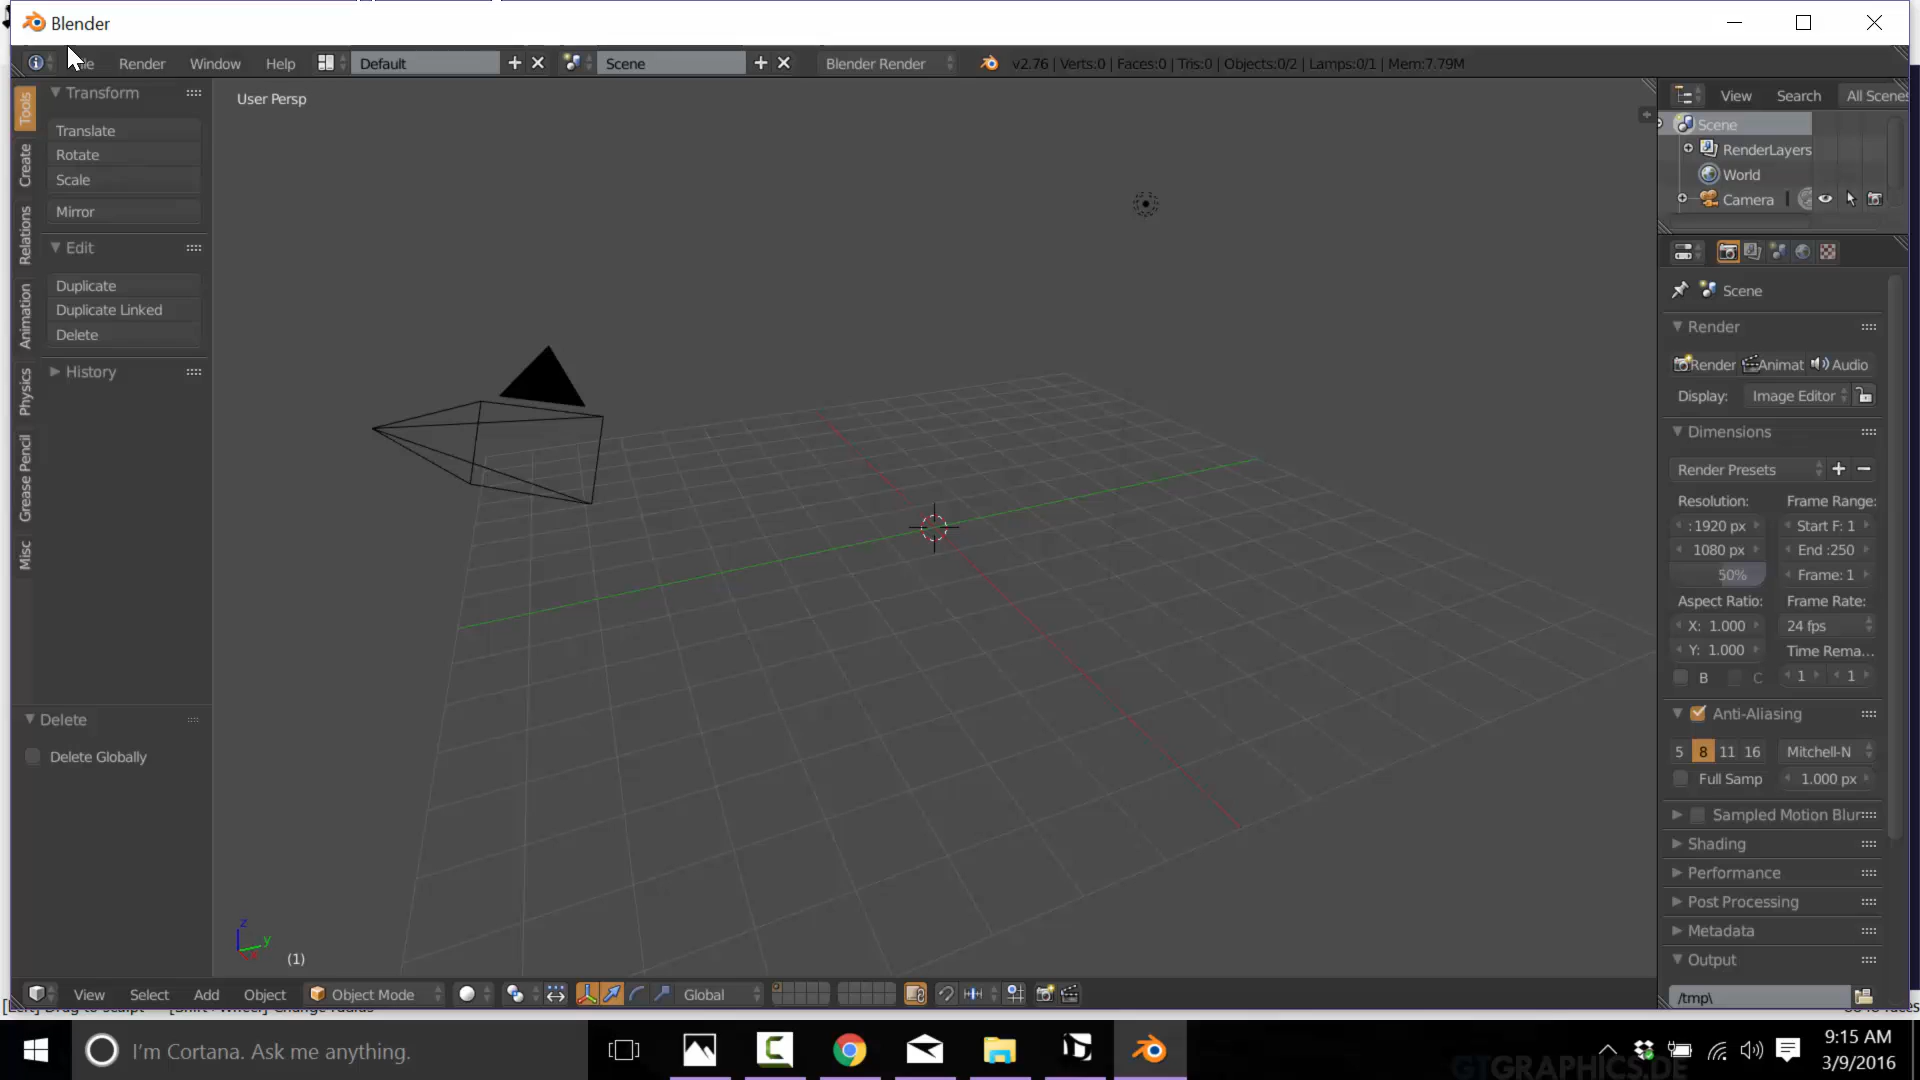 Blender
Render Window Help Default Scene Blender Render v2.76 | Verts:0 | Faces:0 | Tris:0 | Objects:0/2 | Lamps:0/1 | Mem:7.79M
Tools
Create
Relations
Animation
Physics
Grease Pencil
Misc
Transform
Translate
Rotate
Scale
Mirror
Edit
Duplicate
Duplicate Linked
Delete
History
Delete
Delete Globally
User Persp
z
y
x
(1)
View Select Add Object Object Mode Global
View Search All Scenes
Scene
RenderLayers
World
Camera
Scene
Render
Render Animat Audio
Display: Image Editor
Dimensions
Render Presets
Resolution: Frame Range:
: 1920 px Start F: 1
1080 px End :250
50% Frame: 1
Aspect Ratio: Frame Rate:
X: 1.000 24 fps
Y: 1.000 Time Rema...
B C 1 1
Anti-Aliasing
5 8 11 16 Mitchell-N
Full Samp 1.000 px
Sampled Motion Blur
Shading
Performance
Post Processing
Metadata
Output
/tmp\
I'm Cortana. Ask me anything.
9:15 AM
3/9/2016
GTGRAPHICS.DE